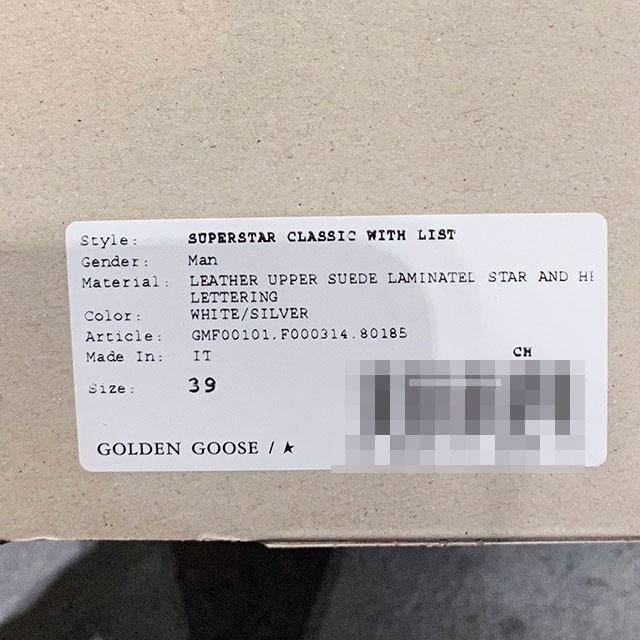 Style: SUPERSTAR CLASSIC WITH LIST
Gender: Man
Material: LEATHER UPPER SUEDE LAMINATEL STAR AND HE
LETTERING
Color: WHITE/SILVER
Article: GMF00101.F000314.80185
Made In: IT
CH
Size: 39
GOLDEN GOOSE / ★